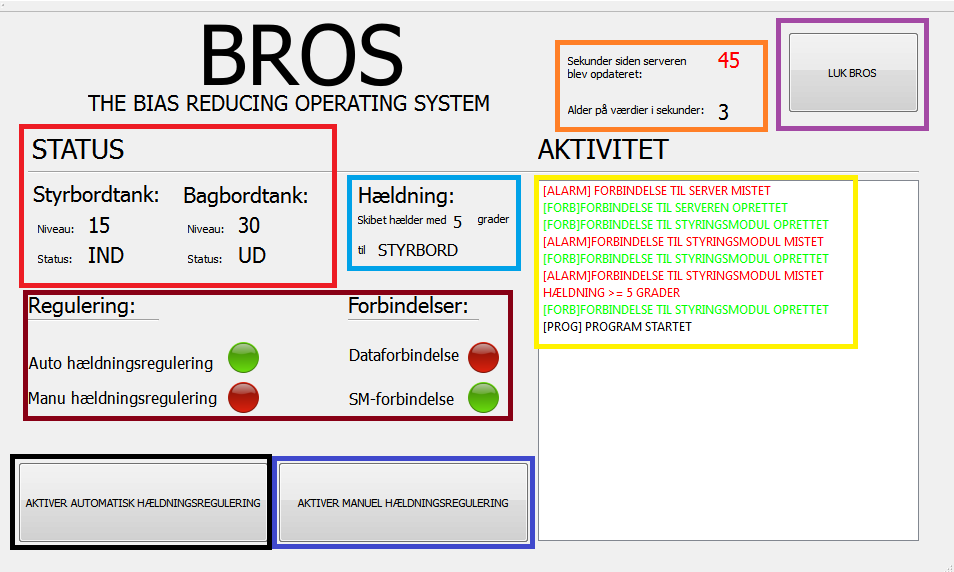 BROS
THE BIAS REDUCING OPERATING SYSTEM
Sekunder siden serveren
blev opdateret:
45
Alder på værdier i sekunder:
3
LUK BROS
STATUS
Styrbordtank:
Niveau: 15
Status: IND
Bagbordtank:
Niveau: 30
Status: UD
Hældning:
Skibet hælder med 5 grader
til STYRBORD
AKTIVITET
[ALARM] FORBINDELSE TIL SERVER MISTET
[FORB]FORBINDELSE TIL SERVEREN OPRETTET
[FORB]FORBINDELSE TIL STYRINGSMODUL OPRETTET
[ALARM]FORBINDELSE TIL STYRINGSMODUL MISTET
[FORB]FORBINDELSE TIL STYRINGSMODUL OPRETTET
[ALARM]FORBINDELSE TIL STYRINGSMODUL MISTET
HÆLDNING >= 5 GRADER
[FORB]FORBINDELSE TIL STYRINGSMODUL OPRETTET
[PROG] PROGRAM STARTET
Regulering:
Auto hældningsregulering
Manu hældningsregulering
Forbindelser:
Dataforbindelse
SM-forbindelse
AKTIVER AUTOMATISK HÆLDNINGSREGULERING
AKTIVER MANUEL HÆLDNINGSREGULERING